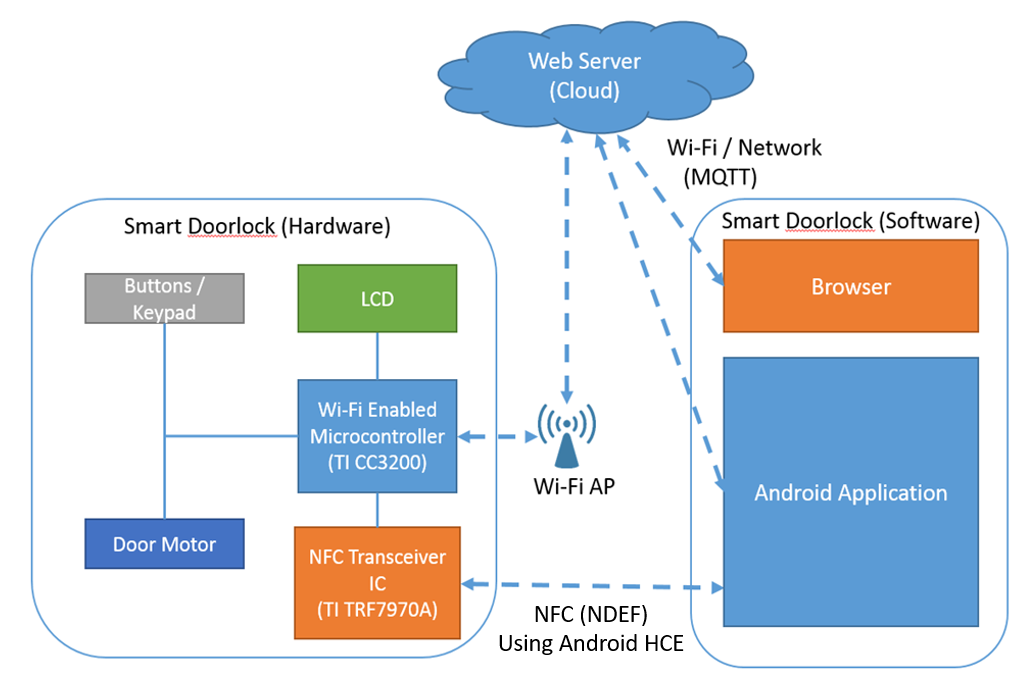 Web Server
(Cloud)
Wi-Fi / Network
(MQTT)
Smart Doorlock (Hardware)
Buttons /
Keypad
LCD
Wi-Fi Enabled
Microcontroller
(TI CC3200)
Door Motor
NFC Transceiver
IC
(TI TRF7970A)
Wi-Fi AP
NFC (NDEF)
Using Android HCE
Smart Doorlock (Software)
Browser
Android Application